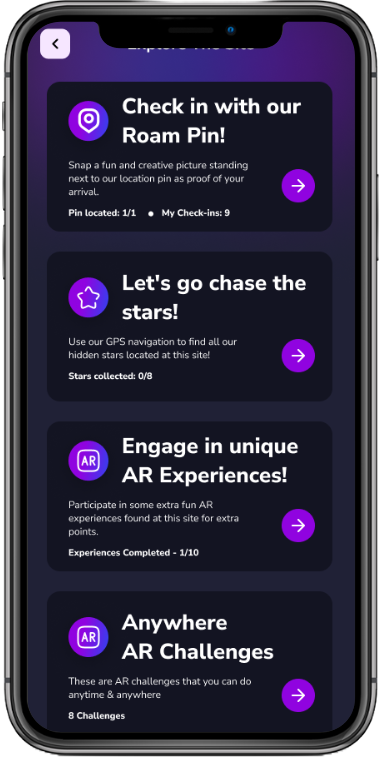 Explore The Site
Check in with our
Roam Pin!
Snap a fun and creative picture standing
next to our location pin as proof of your
arrival.
Pin located: 1/1 • My Check-ins: 9
Let's go chase the
stars!
Use our GPS navigation to find all our
hidden stars located at this site!
Stars collected: 0/8
AR
Engage in unique
AR Experiences!
Participate in some extra fun AR
experiences found at this site for extra
points.
Experiences Completed - 1/10
AR
Anywhere
AR Challenges
These are AR challenges that you can do
anytime & anywhere
8 Challenges